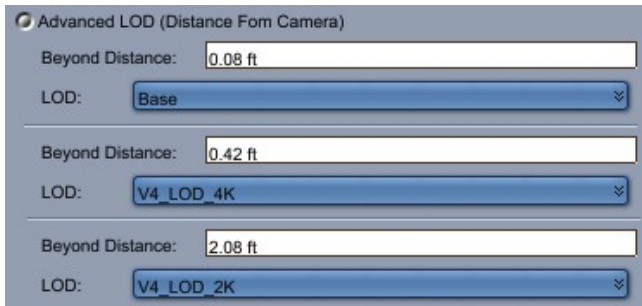 Advanced LOD (Distance Fom Camera)
Beyond Distance: 0.08 ft
LOD: Base
Beyond Distance: 0.42 ft
LOD: V4_LOD_4K
Beyond Distance: 2.08 ft
LOD: V4_LOD_2K